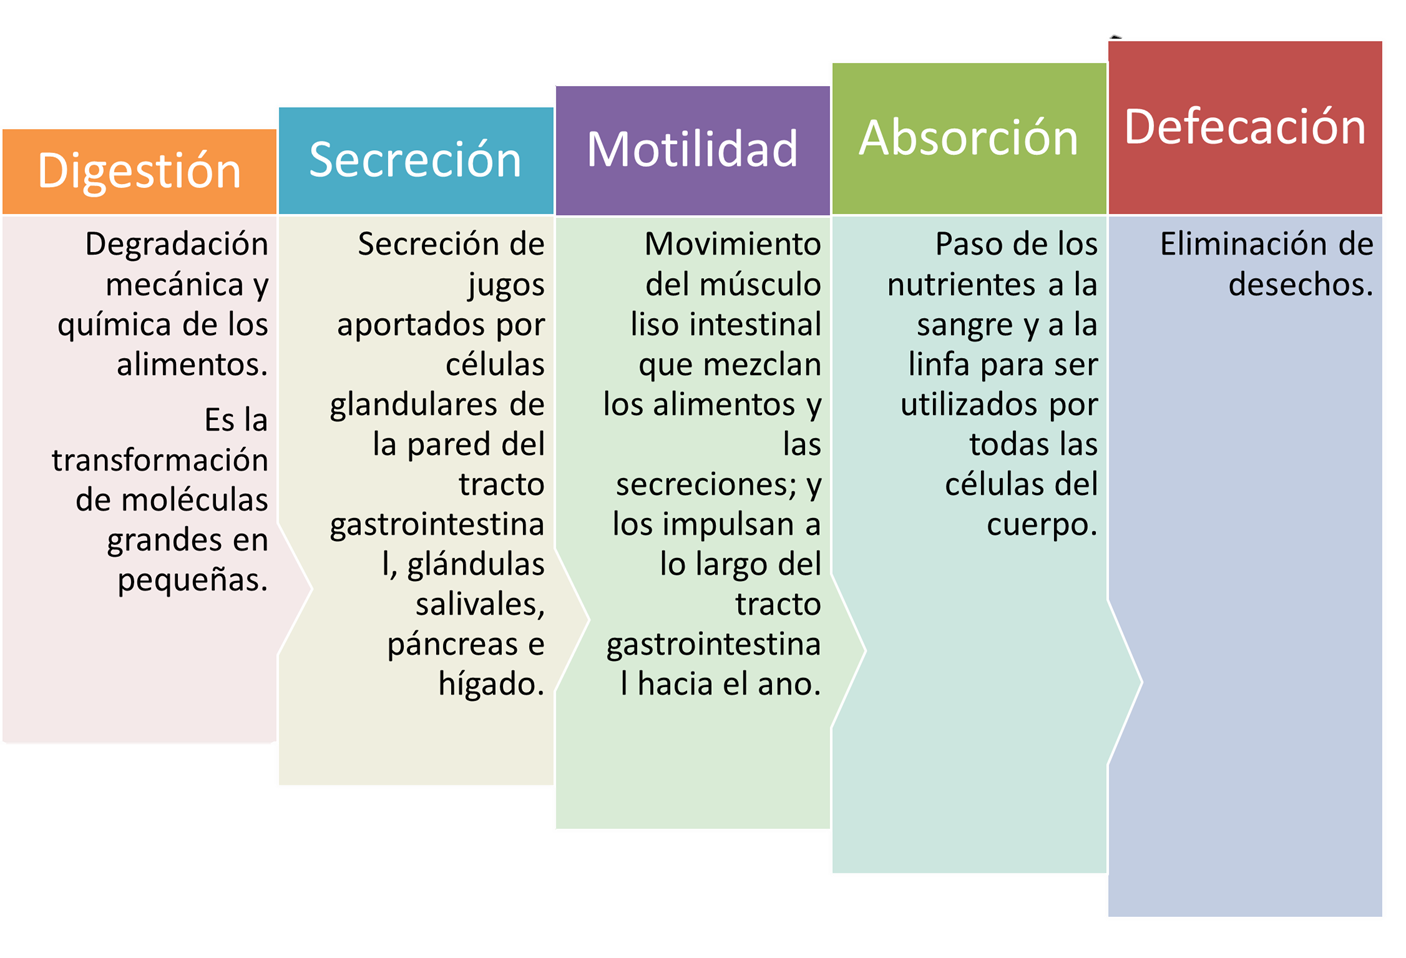 Digestión
Degradación
mecánica y
química de los
alimentos.
Es la
transformación
de moléculas
grandes en
pequeñas.
Secreción
Secreción de
jugos
aportados por
células
glandulares de
la pared del
tracto
gastrointestina
l, glándulas
salivales,
páncreas e
hígado.
Motilidad
Movimiento
del músculo
liso intestinal
que mezclan
los alimentos y
las
secreciones; y
los impulsan a
lo largo del
tracto
gastrointestina
l hacia el ano.
Absorción
Paso de los
nutrientes a la
sangre y a la
linfa para ser
utilizados por
todas las
células del
cuerpo.
Defecación
Eliminación de
desechos.